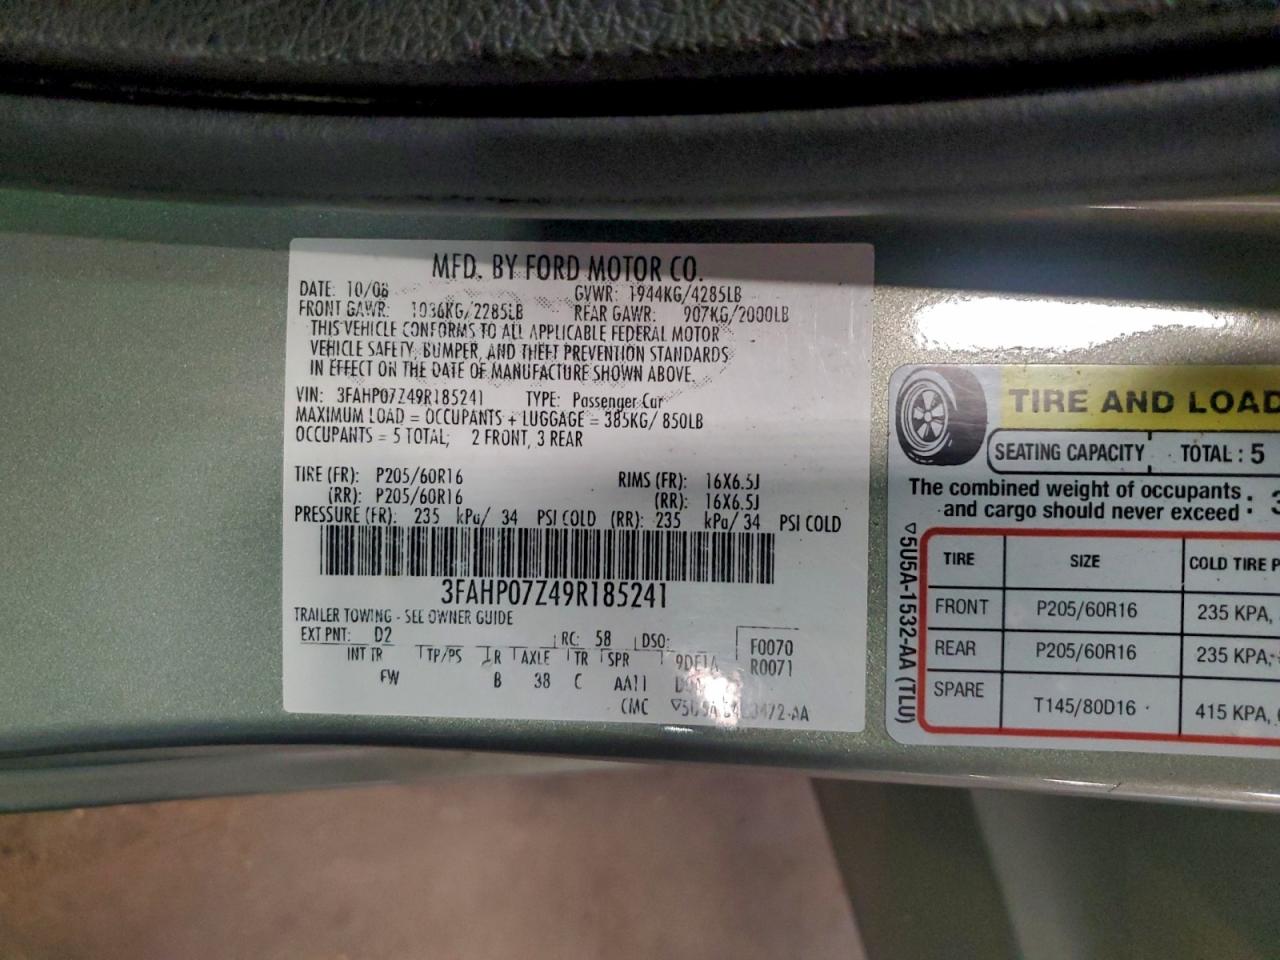 MFD. BY FORD MOTOR CO.
DATE: 10/08 GVWR: 1944KG/4285LB
FRONT GAWR: 1036KG/2285LB REAR GAWR: 907KG/2000LB
THIS VEHICLE CONFORMS TO ALL APPLICABLE FEDERAL MOTOR
VEHICLE SAFETY, BUMPER, AND THEFT PREVENTION STANDARDS
IN EFFECT ON THE DATE OF MANUFACTURE SHOWN ABOVE.
VIN: 3FAHP07Z49R185241 TYPE: Passenger Car
MAXIMUM LOAD = OCCUPANTS + LUGGAGE = 385KG/ 850LB
OCCUPANTS = 5 TOTAL; 2 FRONT, 3 REAR
TIRE (FR): P205/60R16 RIMS (FR): 16X6.5J
(RR): P205/60R16 (RR): 16X6.5J
PRESSURE (FR): 235 kPa/ 34 PSI COLD (RR): 235 kPa/ 34 PSI COLD
3FAHP07Z49R185241
TRAILER TOWING - SEE OWNER GUIDE
EXT PNT: D2 RC: 58 DSO: F0070
INT TR TP/PS R AXLE TR SPR R0071
FW B 38 C AA11
CMC
TIRE AND LOAD
SEATING CAPACITY TOTAL : 5
The combined weight of occupants
and cargo should never exceed :
▽5U5A-1532-AA (TLU)
TIRE SIZE COLD TIRE P
FRONT P205/60R16 235 KPA,
REAR P205/60R16 235 KPA,
SPARE T145/80D16 415 KPA,